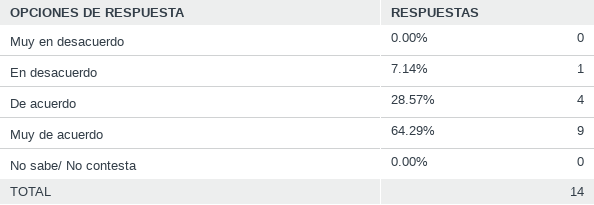 OPCIONES DE RESPUESTA RESPUESTAS
Muy en desacuerdo 0.00% 0
En desacuerdo 7.14% 1
De acuerdo 28.57% 4
Muy de acuerdo 64.29% 9
No sabe/ No contesta 0.00% 0
TOTAL 14